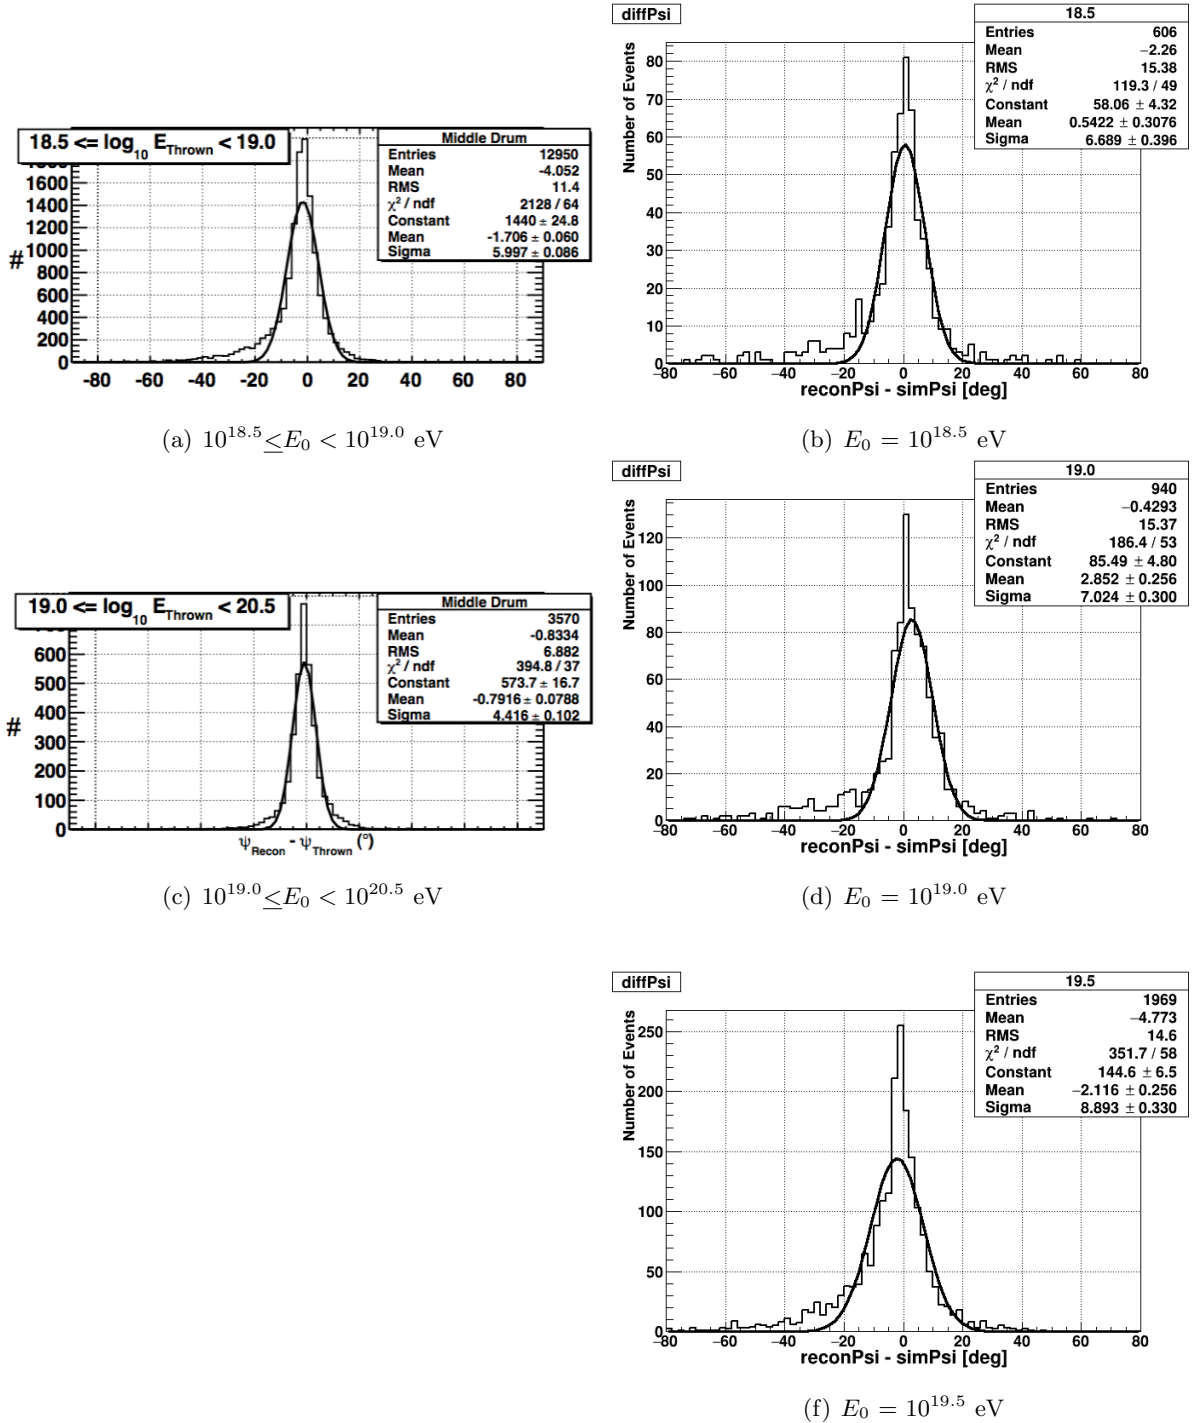 18.5 <= log10 EThrown < 19.0
Middle Drum
Entries 12950
Mean -4.052
RMS 11.4
χ² / ndf 2128 / 64
Constant 1440 ± 24.8
Mean -1.706 ± 0.060
Sigma 5.997 ± 0.086
#
1600
1400
1200
1000
800
600
400
200
0
-80 -60 -40 -20 0 20 40 60 80
(a) 10^18.5 ≤ E0 < 10^19.0 eV
diffPsi
18.5
Entries 606
Mean −2.26
RMS 15.38
χ² / ndf 119.3 / 49
Constant 58.06 ± 4.32
Mean 0.5422 ± 0.3076
Sigma 6.689 ± 0.396
Number of Events
80
70
60
50
40
30
20
10
0
−80 −60 −40 −20 0 20 40 60 80
reconPsi - simPsi [deg]
(b) E0 = 10^18.5 eV
19.0 <= log10 EThrown < 20.5
Middle Drum
Entries 3570
Mean -0.8334
RMS 6.882
χ² / ndf 394.8 / 37
Constant 573.7 ± 16.7
Mean -0.7916 ± 0.0788
Sigma 4.416 ± 0.102
#
600
500
400
300
200
100
0
ψRecon - ψThrown (°)
(c) 10^19.0 ≤ E0 < 10^20.5 eV
diffPsi
19.0
Entries 940
Mean −0.4293
RMS 15.37
χ² / ndf 186.4 / 53
Constant 85.49 ± 4.80
Mean 2.852 ± 0.256
Sigma 7.024 ± 0.300
Number of Events
120
100
80
60
40
20
0
−80 −60 −40 −20 0 20 40 60 80
reconPsi - simPsi [deg]
(d) E0 = 10^19.0 eV
diffPsi
19.5
Entries 1969
Mean −4.773
RMS 14.6
χ² / ndf 351.7 / 58
Constant 144.6 ± 6.5
Mean −2.116 ± 0.256
Sigma 8.893 ± 0.330
Number of Events
250
200
150
100
50
0
−80 −60 −40 −20 0 20 40 60 80
reconPsi - simPsi [deg]
(f) E0 = 10^19.5 eV